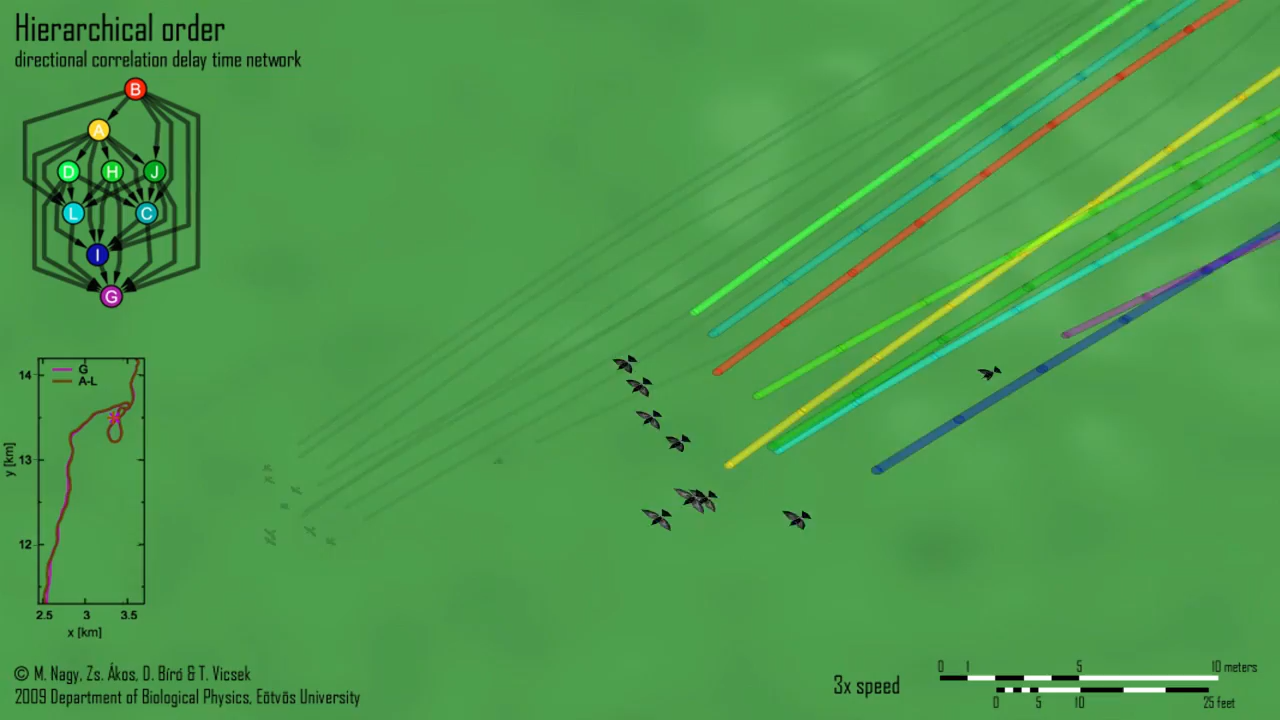 Hierarchical order
directional correlation delay time network
B
A
D H J
L C
I
G
G
A-L
14
13
12
y [km]
2.5 3 3.5
x [km]
© M. Nagy, Zs. Ákos, D. Bíró & T. Vicsek
2009 Department of Biological Physics, Eötvös University
3x speed
0 1 5 10 meters
0 5 10 25 feet